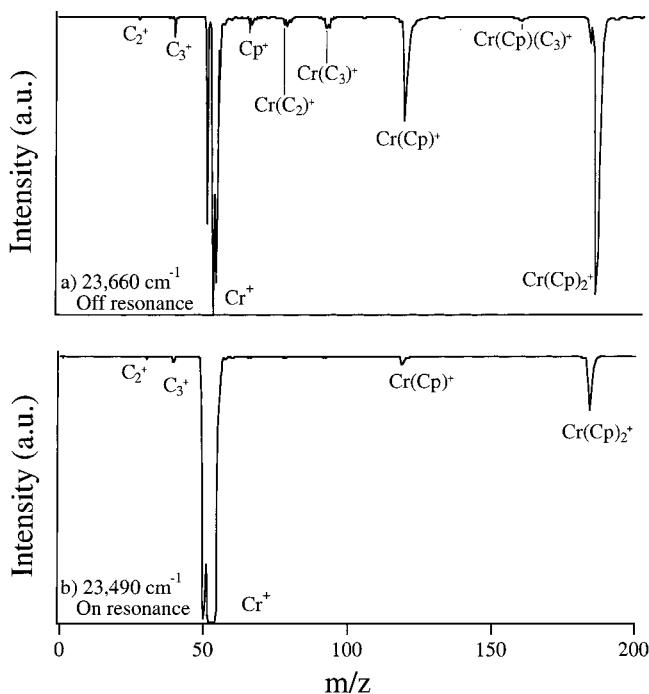 Intensity (a.u.)
C₂⁺
C₃⁺
Cp⁺
Cr(C₂)⁺
Cr(C₃)⁺
Cr(Cp)⁺
Cr(Cp)(C₃)⁺
Cr(Cp)₂⁺
Cr⁺
a) 23,660 cm⁻¹
Off resonance
Intensity (a.u.)
C₂⁺
C₃⁺
Cr(Cp)⁺
Cr(Cp)₂⁺
Cr⁺
b) 23,490 cm⁻¹
On resonance
0 50 100 150 200
m/z